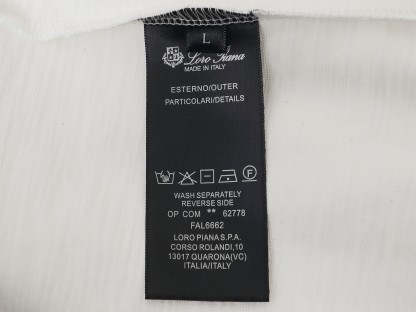 L
Loro Piana
MADE IN ITALY
ESTERNO/OUTER
PARTICOLARI/DETAILS
F
WASH SEPARATELY
REVERSE SIDE
OP COM ** 62778
FAL6662
LORO PIANA S.P.A.
CORSO ROLANDI,10
13017 QUARONA(VC)
ITALIA/ITALY